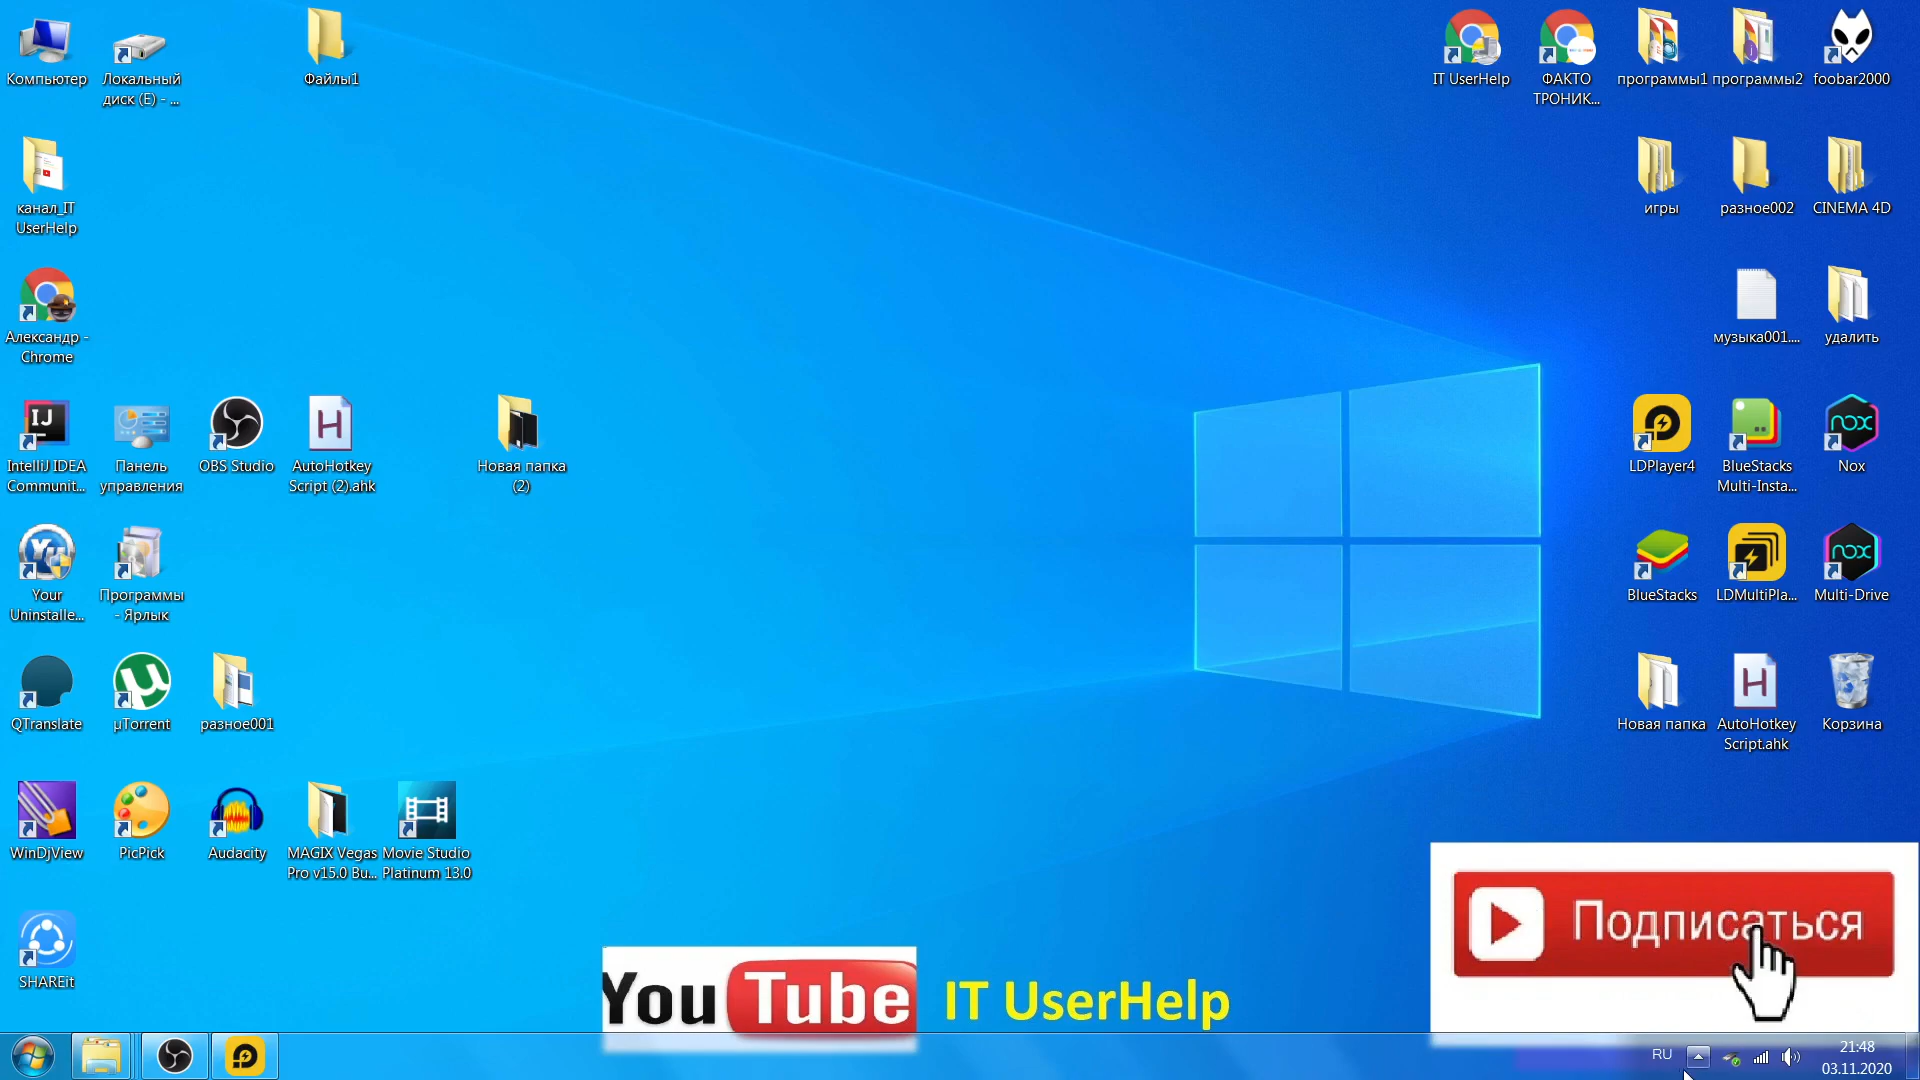 Компьютер
Локальный
диск (E) - ...
Файлы1
IT UserHelp
ФАКТО
ТРОНИК...
программы1
программы2
foobar2000
канал_IT
UserHelp
игры
разное002
CINEMA 4D
Александр -
Chrome
музыка001....
удалить
IJ
IntelliJ IDEA
Communit...
Панель
управления
OBS Studio
H
AutoHotkey
Script (2).ahk
Новая папка
(2)
LDPlayer4
BlueStacks
Multi-Insta...
nox
Nox
Yu
Your
Uninstalle...
Программы
- Ярлык
BlueStacks
LDMultiPla...
nox
Multi-Drive
QTranslate
µ
µTorrent
разное001
Новая папка
H
AutoHotkey
Script.ahk
Корзина
WinDjView
PicPick
Audacity
MAGIX Vegas
Pro v15.0 Bu...
Movie Studio
Platinum 13.0
SHAREit
Подписаться
YouTube
IT UserHelp
RU
21:48
03.11.2020